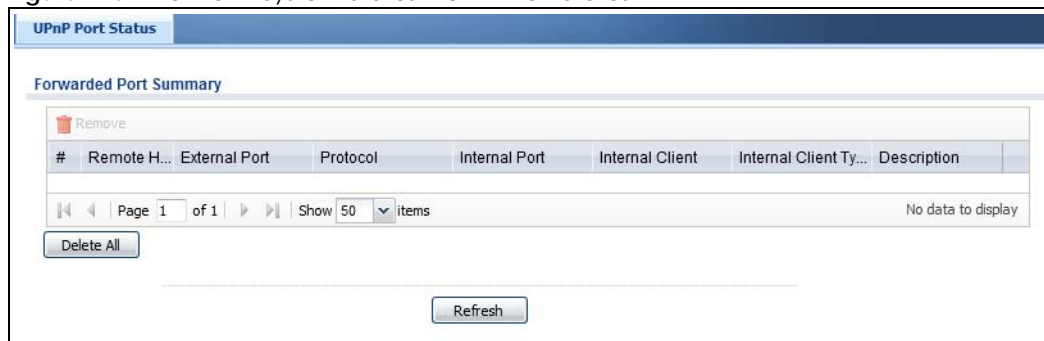 UPnP Port Status
Forwarded Port Summary
Remove
# Remote H... External Port Protocol Internal Port Internal Client Internal Client Ty... Description
Page 1 of 1 Show 50 items No data to display
Delete All
Refresh